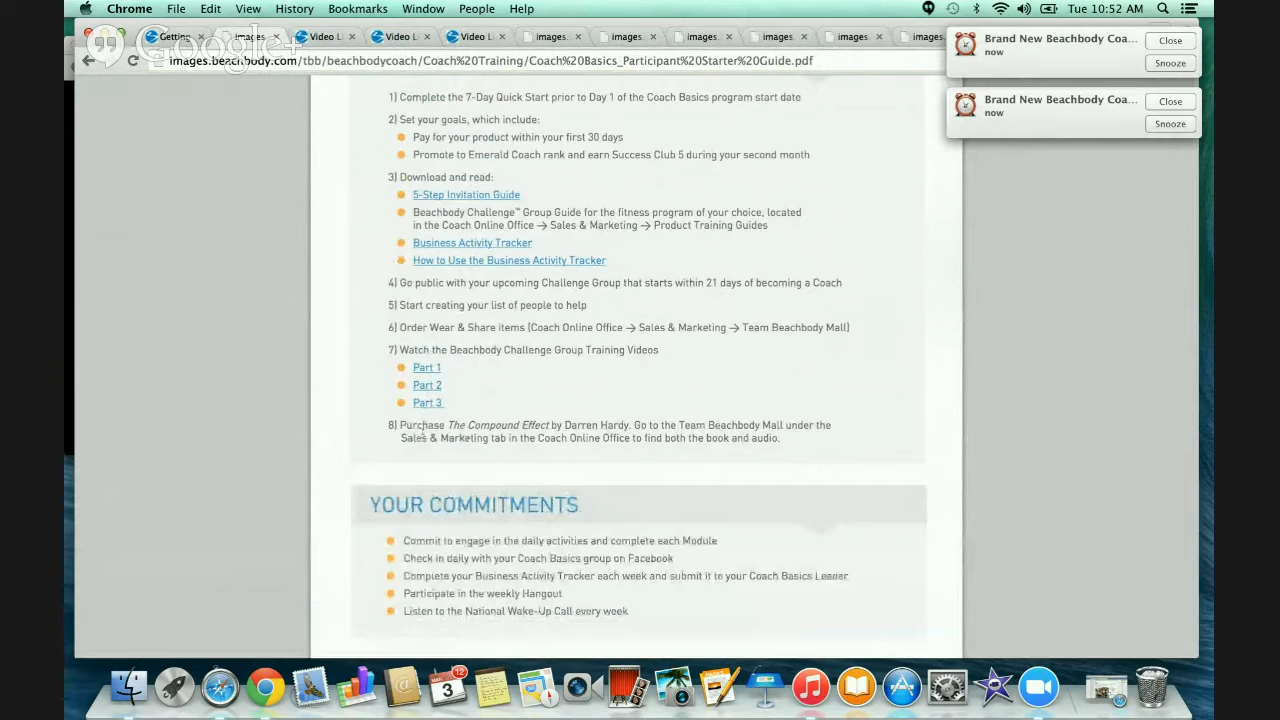 Chrome File Edit View History Bookmarks Window People Help Tue 10:52 AM
Google+
Getting images. Video L Video L Video L images. images. images. images. images. images.
images.beachbody.com/tbb/beachbodycoach/Coach%20Training/Coach%20Basics_Participant%20Starter%20Guide.pdf
Brand New Beachbody Coa...
now
Close
Snooze
Brand New Beachbody Coa...
now
Close
Snooze
1) Complete the 7-Day Quick Start prior to Day 1 of the Coach Basics program start date
2) Set your goals, which include:
Pay for your product within your first 30 days
Promote to Emerald Coach rank and earn Success Club 5 during your second month
3) Download and read:
5-Step Invitation Guide
Beachbody Challenge™ Group Guide for the fitness program of your choice, located
in the Coach Online Office → Sales & Marketing → Product Training Guides
Business Activity Tracker
How to Use the Business Activity Tracker
4) Go public with your upcoming Challenge Group that starts within 21 days of becoming a Coach
5) Start creating your list of people to help
6) Order Wear & Share items (Coach Online Office → Sales & Marketing → Team Beachbody Mall)
7) Watch the Beachbody Challenge Group Training Videos
Part 1
Part 2
Part 3
8) Purchase The Compound Effect by Darren Hardy. Go to the Team Beachbody Mall under the
Sales & Marketing tab in the Coach Online Office to find both the book and audio.
YOUR COMMITMENTS
Commit to engage in the daily activities and complete each Module
Check in daily with your Coach Basics group on Facebook
Complete your Business Activity Tracker each week and submit it to your Coach Basics Leader
Participate in the weekly Hangout
Listen to the National Wake-Up Call every week
12
3